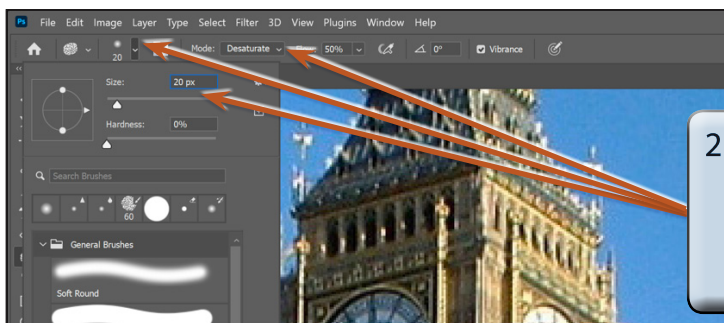 Ps File Edit Image Layer Type Select Filter 3D View Plugins Window Help
20 Mode: Desaturate 50% 0° Vibrance
Size: 20 px
Hardness: 0%
Search Brushes
60
General Brushes
Soft Round
2